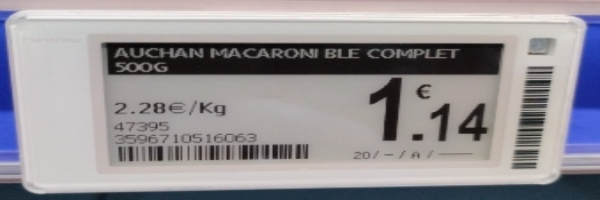 AUCHAN MACARONI BLE COMPLET
500G
2.28€/Kg
1.14 €
47395
3596710516063
20/-/A/